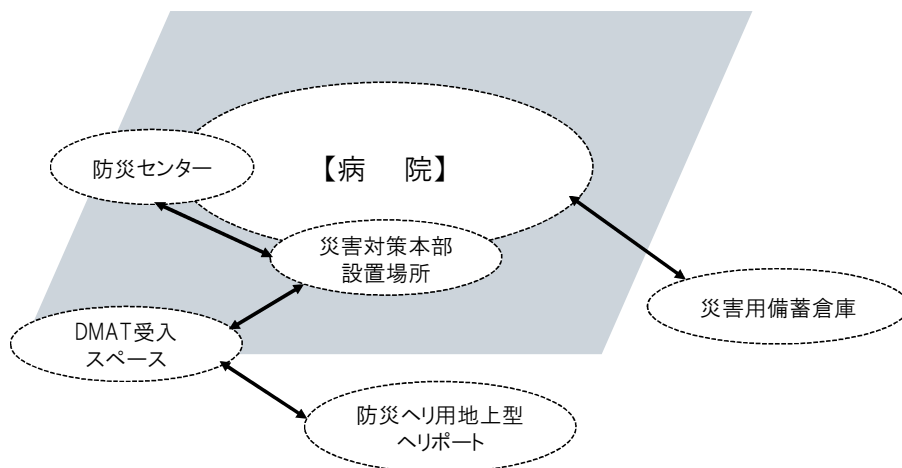 【病　院】
防災センター
災害対策本部
設置場所
災害用備蓄倉庫
DMAT受入
スペース
防災ヘリ用地上型
ヘリポート